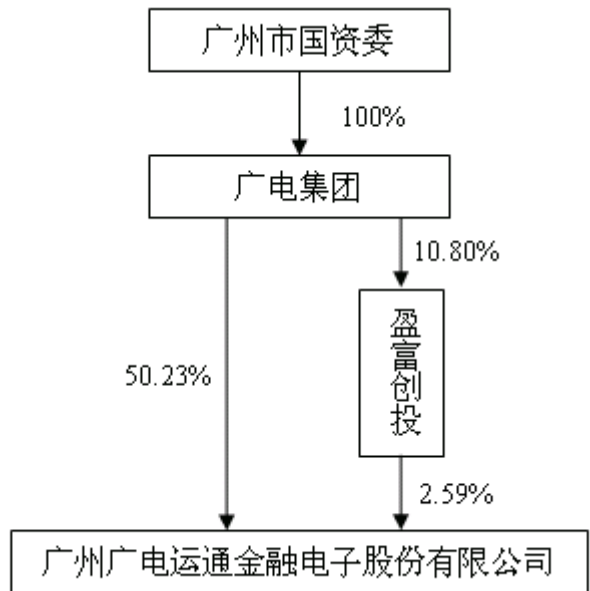 广州市国资委
100%
广电集团
10.80%
盈富创投
50.23%
2.59%
广州广电运通金融电子股份有限公司